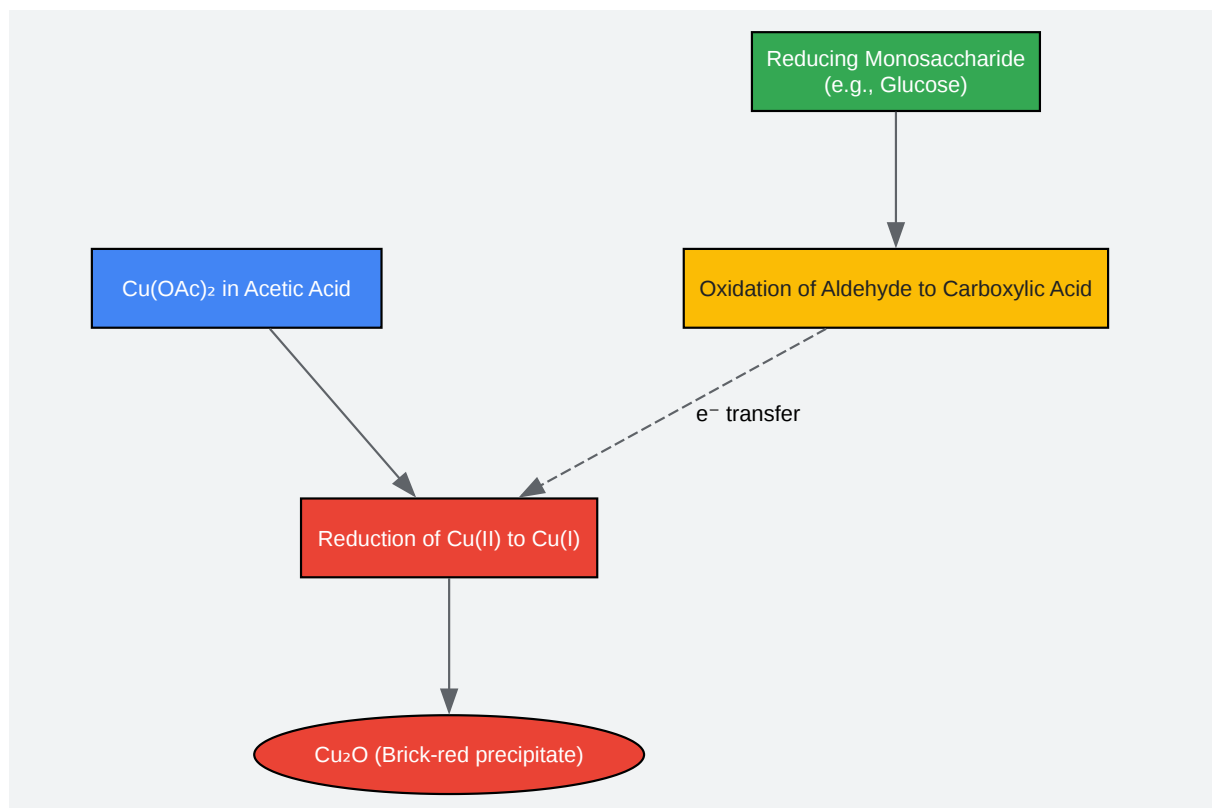 Reducing Monosaccharide
(e.g., Glucose)
Cu(OAc)₂ in Acetic Acid
Oxidation of Aldehyde to Carboxylic Acid
e⁻ transfer
Reduction of Cu(II) to Cu(I)
Cu₂O (Brick-red precipitate)